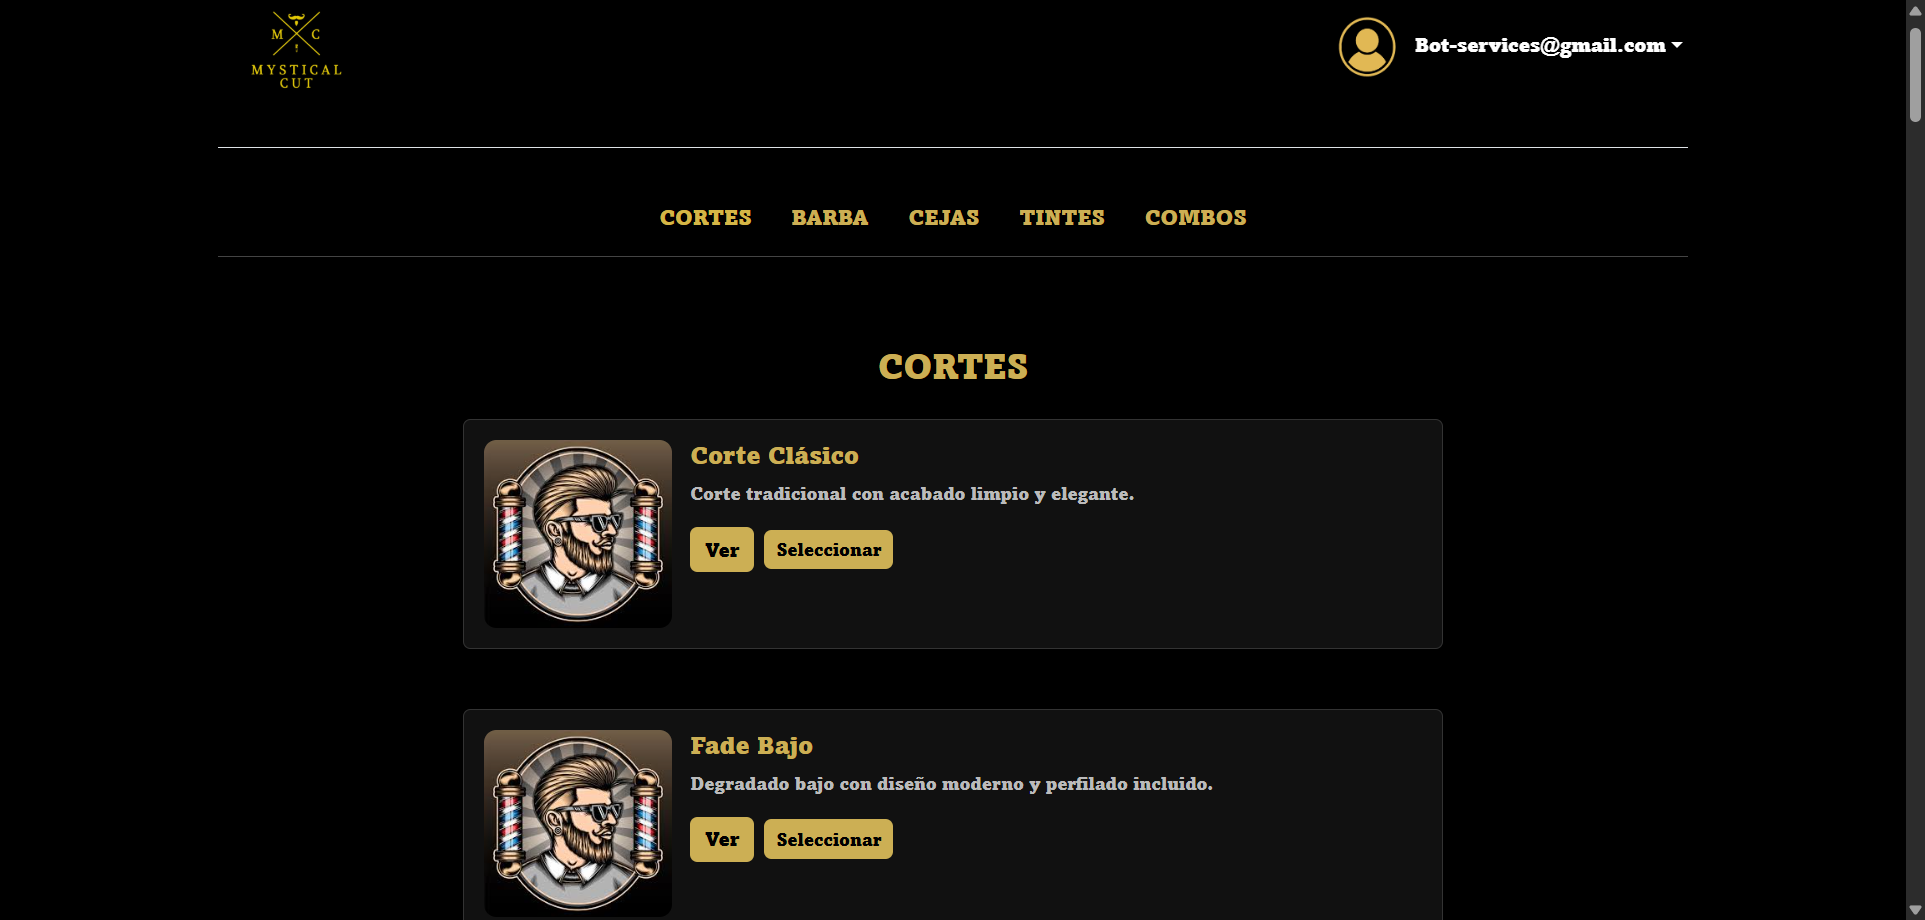 M C
MYSTICAL
CUT
Bot-services@gmail.com
CORTES BARBA CEJAS TINTES COMBOS
CORTES
Corte Clásico
Corte tradicional con acabado limpio y elegante.
Ver Seleccionar
Fade Bajo
Degradado bajo con diseño moderno y perfilado incluido.
Ver Seleccionar